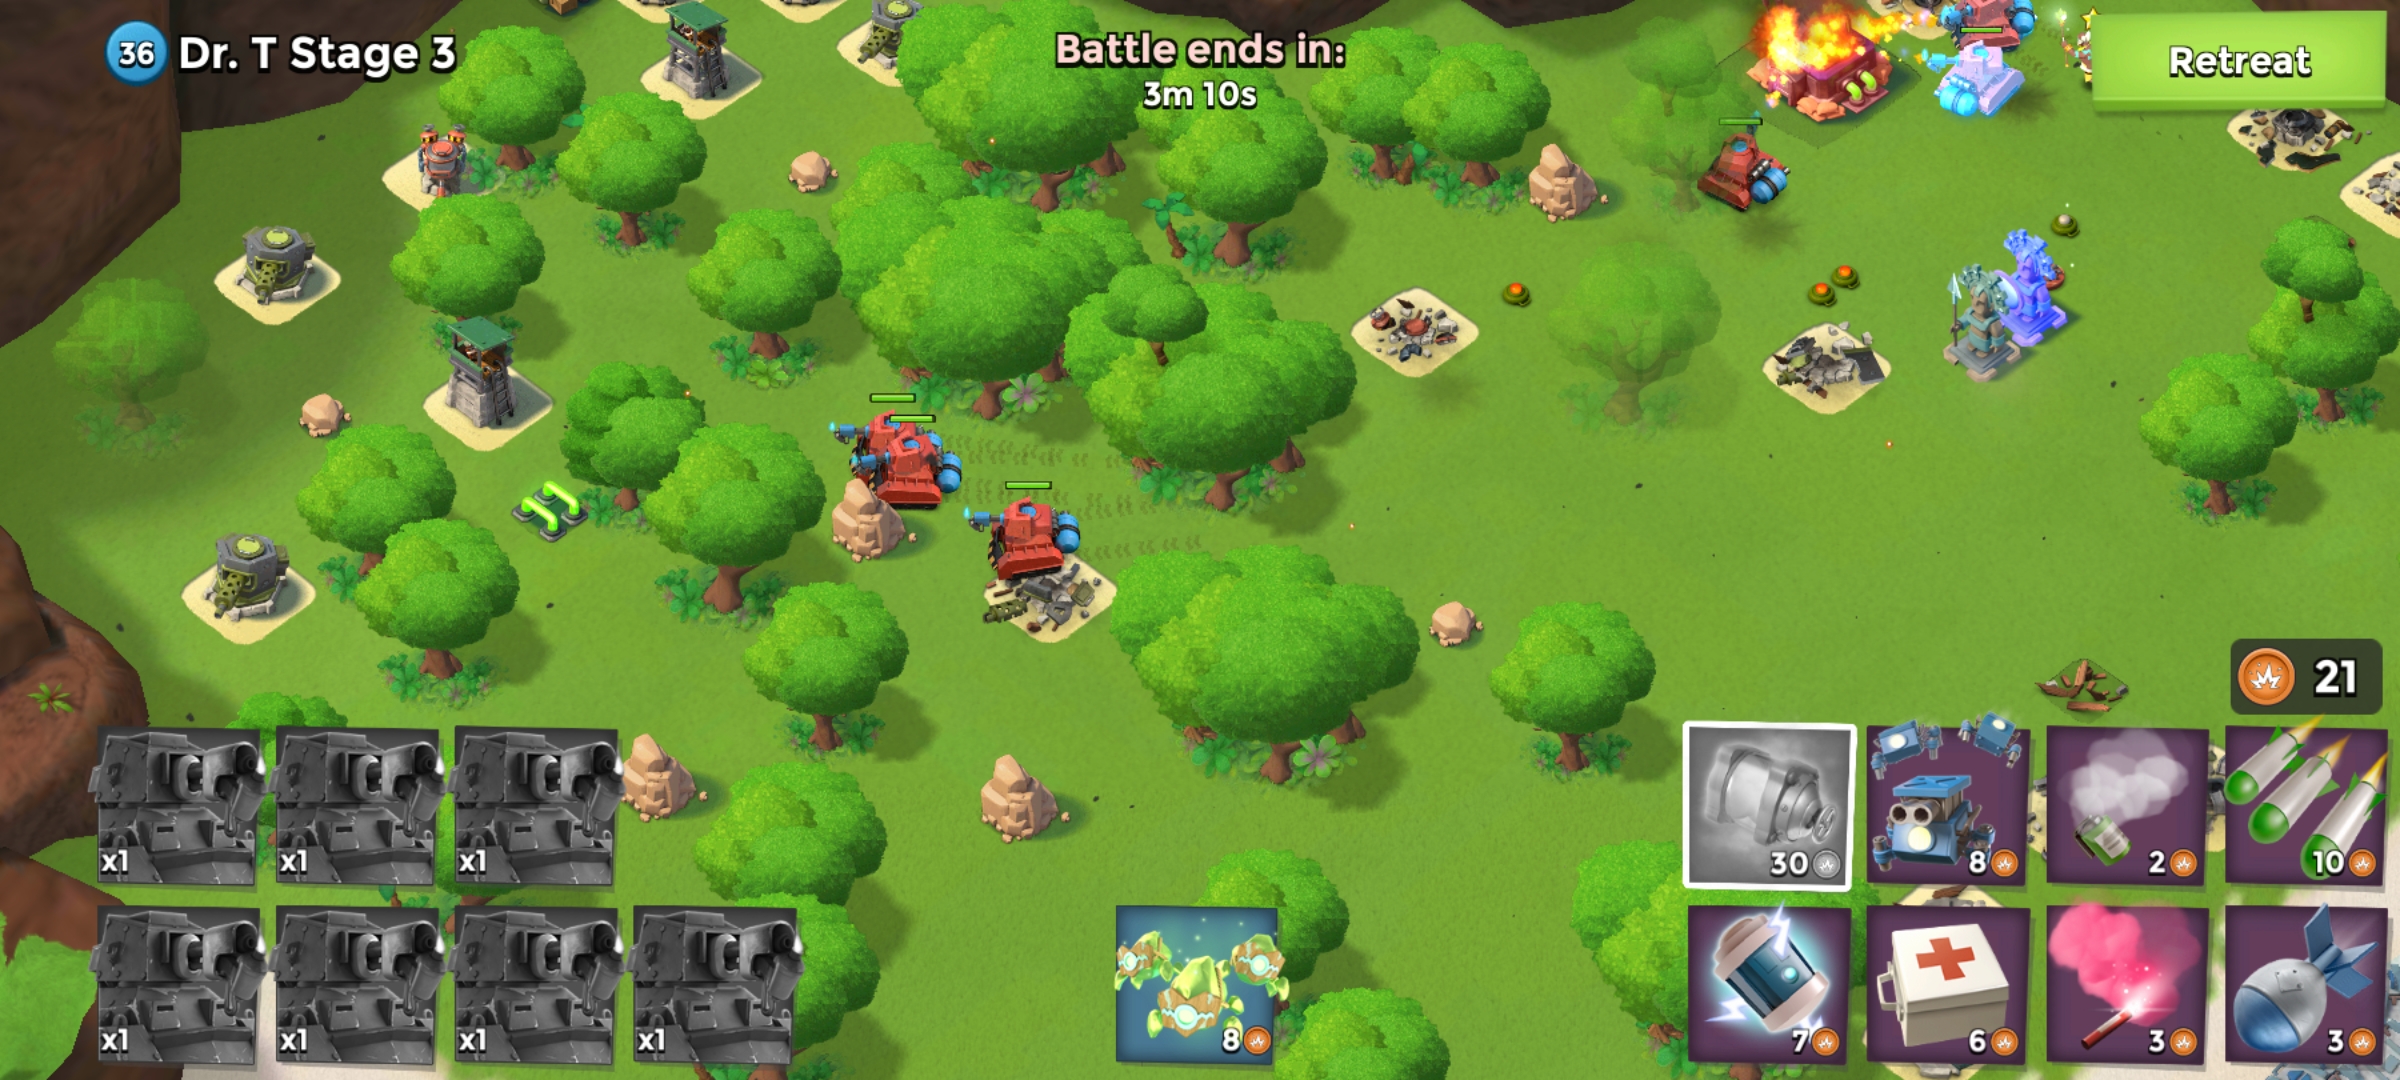 36 Dr. T Stage 3
Battle ends in:
3m 10s
Retreat
21
x1 x1 x1
30 8 2 10
x1 x1 x1 x1
8
7 6 3 3